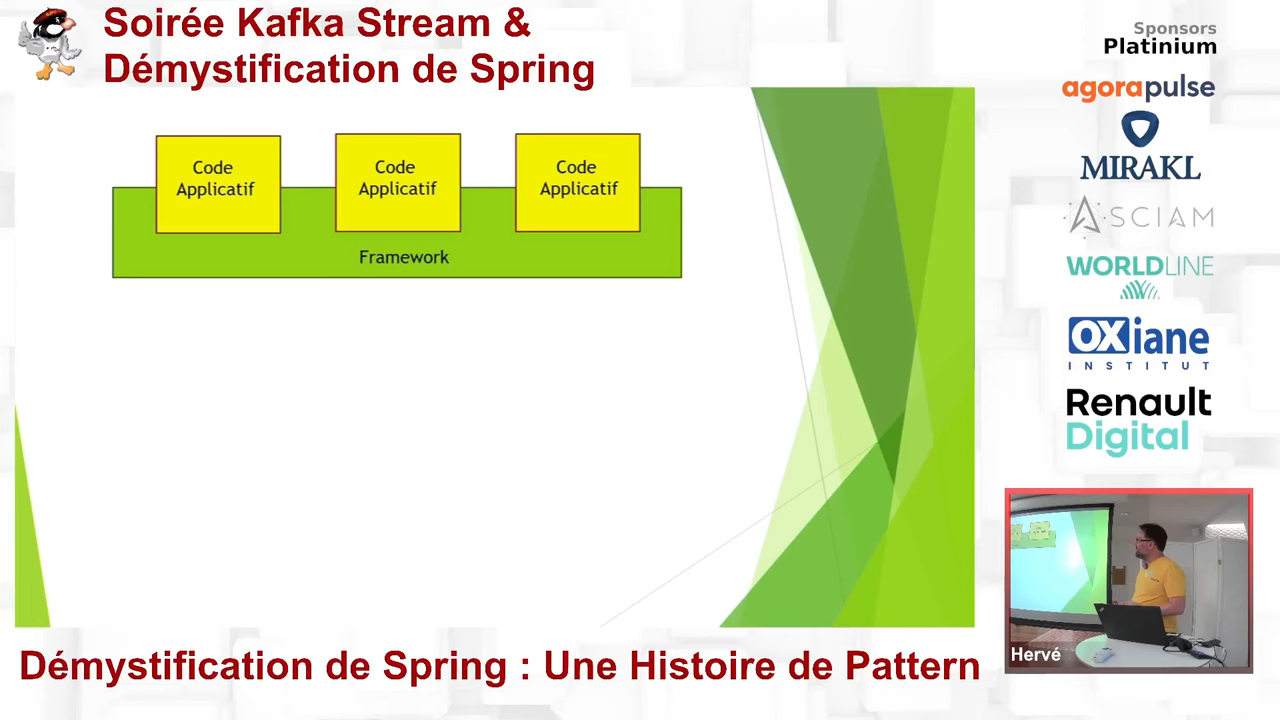 Soirée Kafka Stream &
Démystification de Spring
Code
Applicatif
Code
Applicatif
Code
Applicatif
Framework
Sponsors
Platinium
agorapulse
MIRAKL
ASCIAM
WORLDLINE
OXiane
INSTITUT
Renault
Digital
Hervé
Démystification de Spring : Une Histoire de Pattern